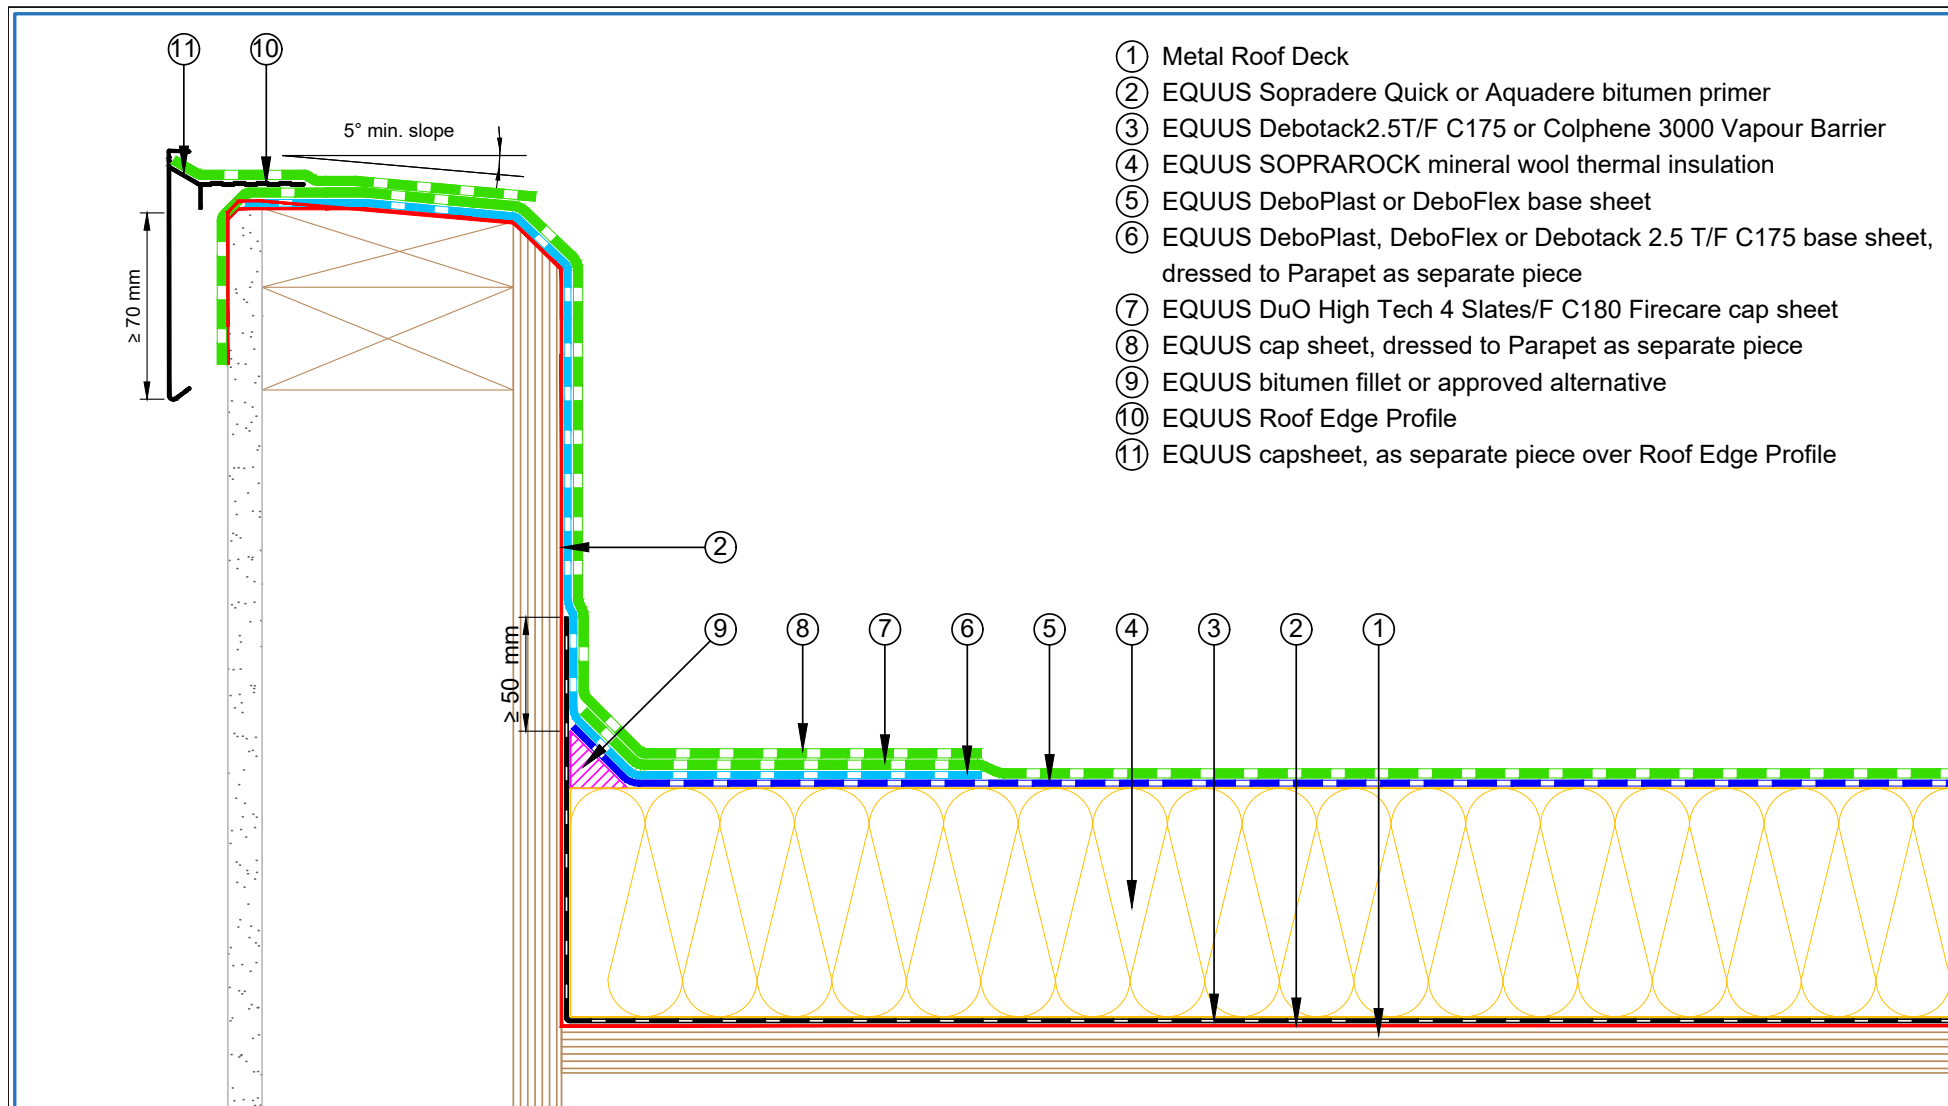 11
10
5° min. slope
≥ 70 mm
1 Metal Roof Deck
2 EQUUS Sopradere Quick or Aquadere bitumen primer
3 EQUUS Debotack2.5T/F C175 or Colphene 3000 Vapour Barrier
4 EQUUS SOPRAROCK mineral wool thermal insulation
5 EQUUS DeboPlast or DeboFlex base sheet
6 EQUUS DeboPlast, DeboFlex or Debotack 2.5 T/F C175 base sheet,
dressed to Parapet as separate piece
7 EQUUS DuO High Tech 4 Slates/F C180 Firecare cap sheet
8 EQUUS cap sheet, dressed to Parapet as separate piece
9 EQUUS bitumen fillet or approved alternative
10 EQUUS Roof Edge Profile
11 EQUUS capsheet, as separate piece over Roof Edge Profile
2
≥ 50 mm
9 8 7 6 5 4 3 2 1